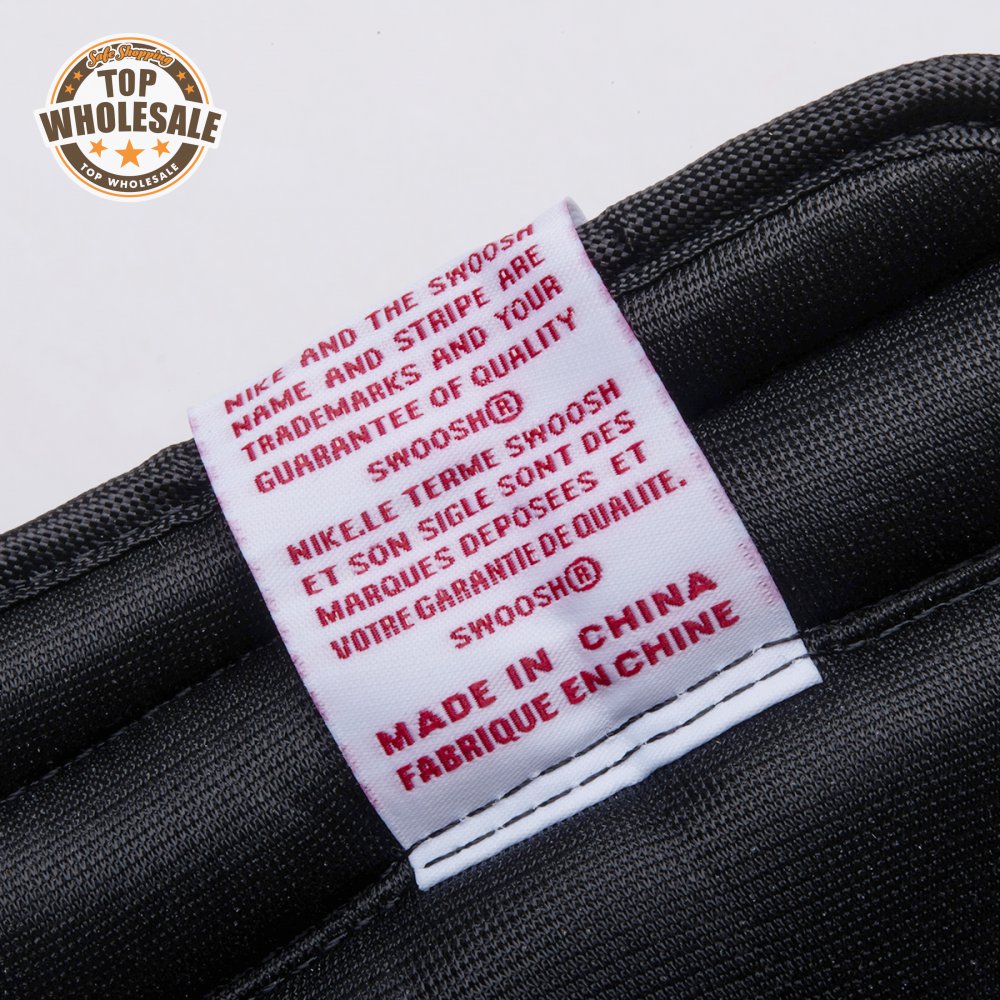 Safe Shopping
TOP
WHOLESALE
TOP WHOLESALE
NIKE AND THE SWOOSH
NAME AND STRIPE ARE
TRADEMARKS AND YOUR
GUARANTEE OF QUALITY
SWOOSH®
NIKE.LE TERME SWOOSH
ET SON SIGLE SONT DES
MARQUES DEPOSEES ET
VOTRE GARANTIE DE QUALITE.
SWOOSH®
MADE IN CHINA
FABRIQUE EN CHINE